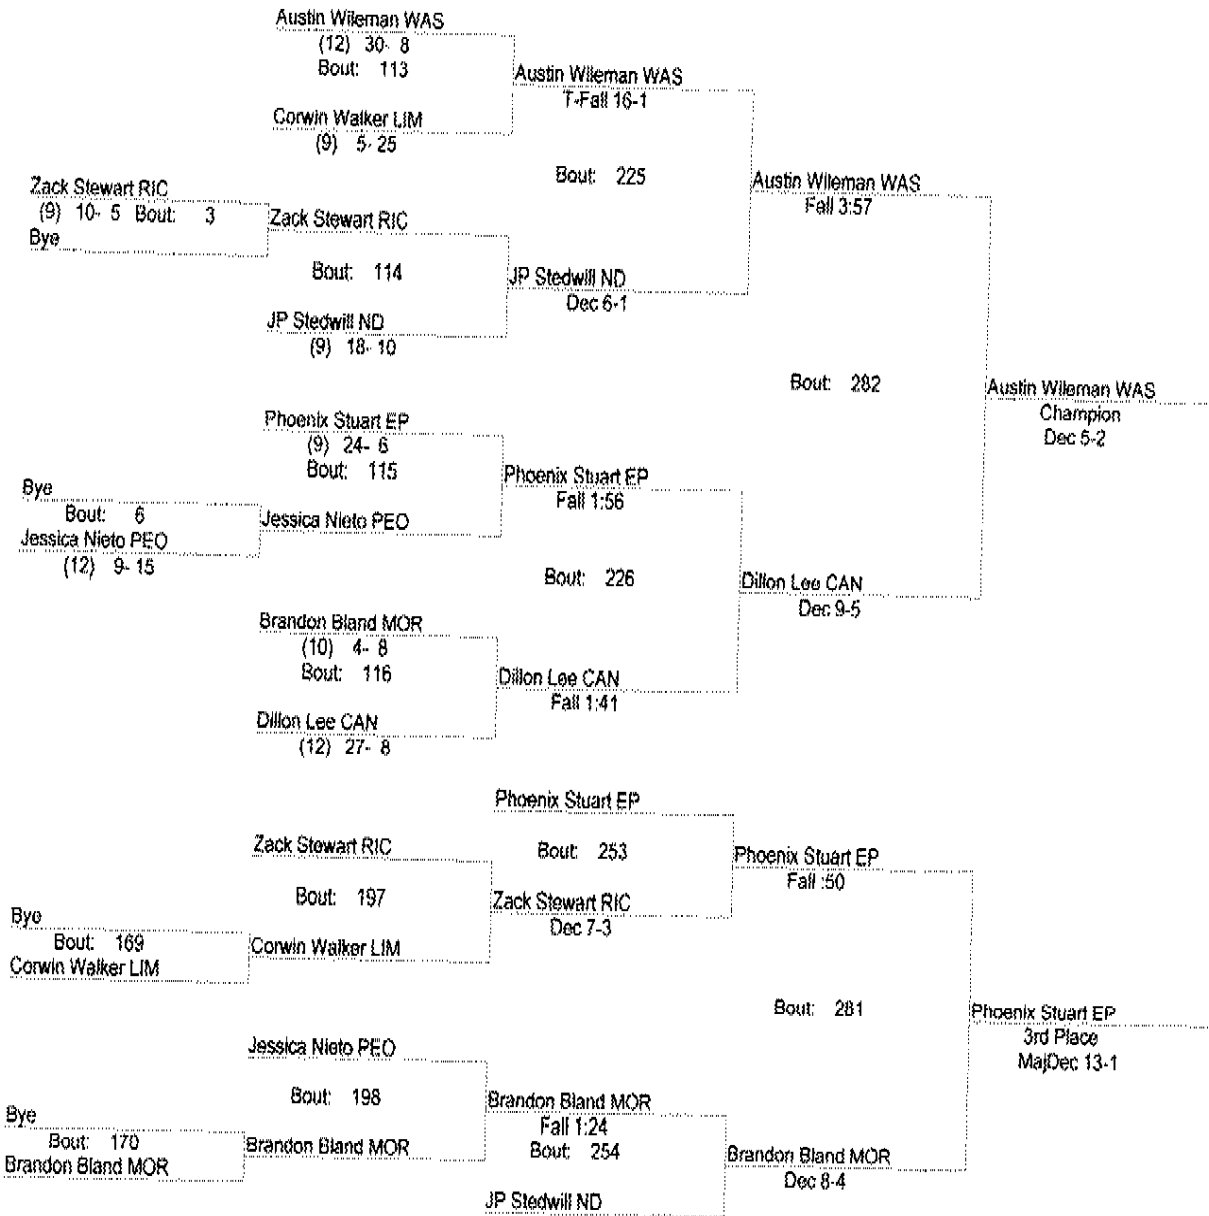 Austin Wileman WAS
(12) 30- 8
Bout: 113
Austin Wileman WAS
T-Fall 16-1
Corwin Walker LIM
(9) 5- 25
Bout: 225
Austin Wileman WAS
Fall 3:57
Zack Stewart RIC
(9) 10- 5 Bout: 3
Bye
Zack Stewart RIC
Bout: 114
JP Stedwill ND
Dec 6-1
JP Stedwill ND
(9) 18- 10
Bout: 282
Austin Wileman WAS
Champion
Dec 5-2
Phoenix Stuart EP
(9) 24- 6
Bout: 115
Phoenix Stuart EP
Fall 1:56
Bye
Bout: 6
Jessica Nieto PEO
(12) 9- 15
Jessica Nieto PEO
Bout: 226
Dillon Lee CAN
Dec 9-5
Brandon Bland MOR
(10) 4- 8
Bout: 116
Dillon Lee CAN
Fall 1:41
Dillon Lee CAN
(12) 27- 8
Phoenix Stuart EP
Zack Stewart RIC
Bout: 253
Phoenix Stuart EP
Fall :50
Bout: 197
Zack Stewart RIC
Dec 7-3
Bye
Bout: 169
Corwin Walker LIM
Corwin Walker LIM
Bout: 281
Phoenix Stuart EP
3rd Place
MajDec 13-1
Jessica Nieto PEO
Bout: 198
Brandon Bland MOR
Fall 1:24
Bout: 254
Bye
Bout: 170
Brandon Bland MOR
Brandon Bland MOR
Brandon Bland MOR
Dec 8-4
JP Stedwill ND